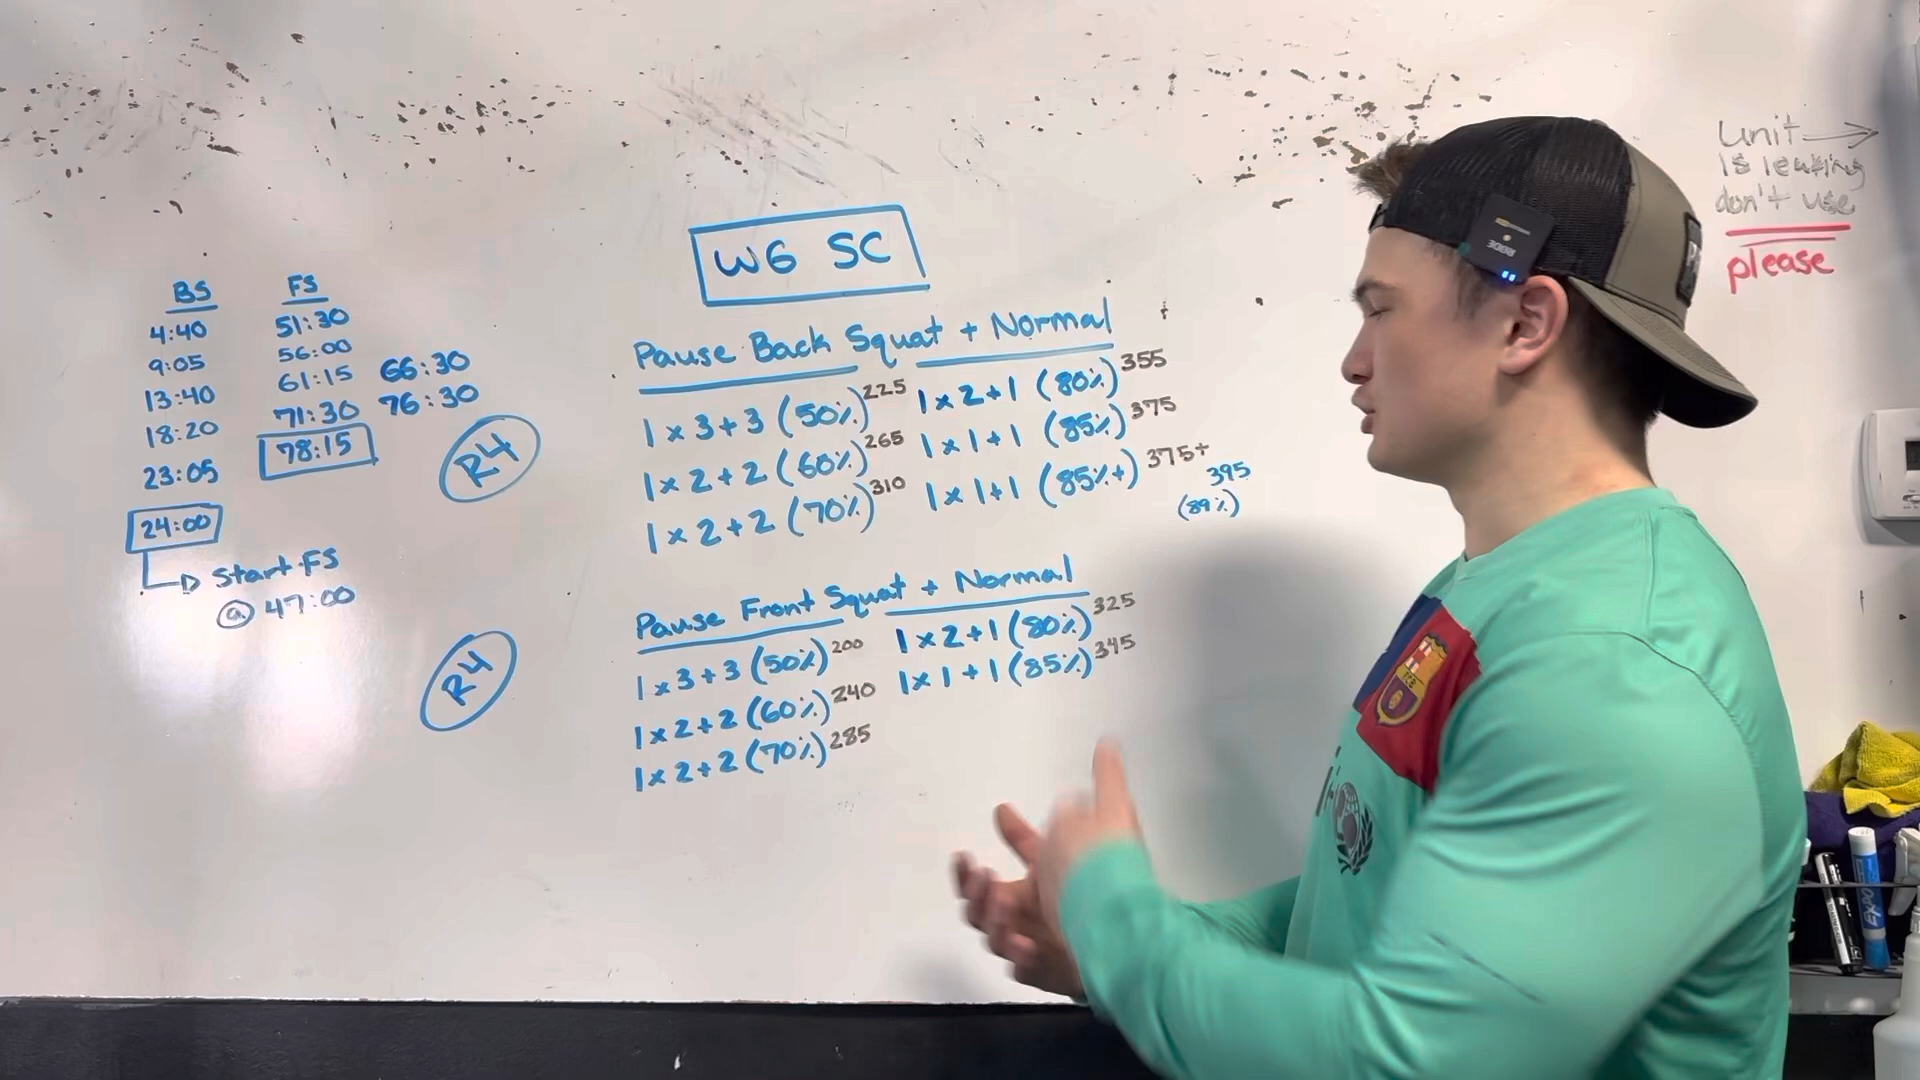 W6 SC
BS
4:40
9:05
13:40
18:20
23:05
24:00
Start FS
@ 47:00
FS
51:30
56:00
61:15
71:30
78:15
66:30
76:30
R4
R4
Pause Back Squat + Normal
1 x 3+3 (50%) 225
1 x 2+2 (60%) 265
1 x 2+2 (70%) 310
1 x 2+1 (80%) 355
1 x 1+1 (85%) 375
1 x 1+1 (85%+) 375+
395
(89%)
Pause Front Squat + Normal
1 x 3+3 (50%) 200
1 x 2+2 (60%) 240
1 x 2+2 (70%) 285
1 x 2+1 (80%) 325
1 x 1+1 (85%) 345
unit
is leaking
don't use
please
RØDE
FCB
EXPO